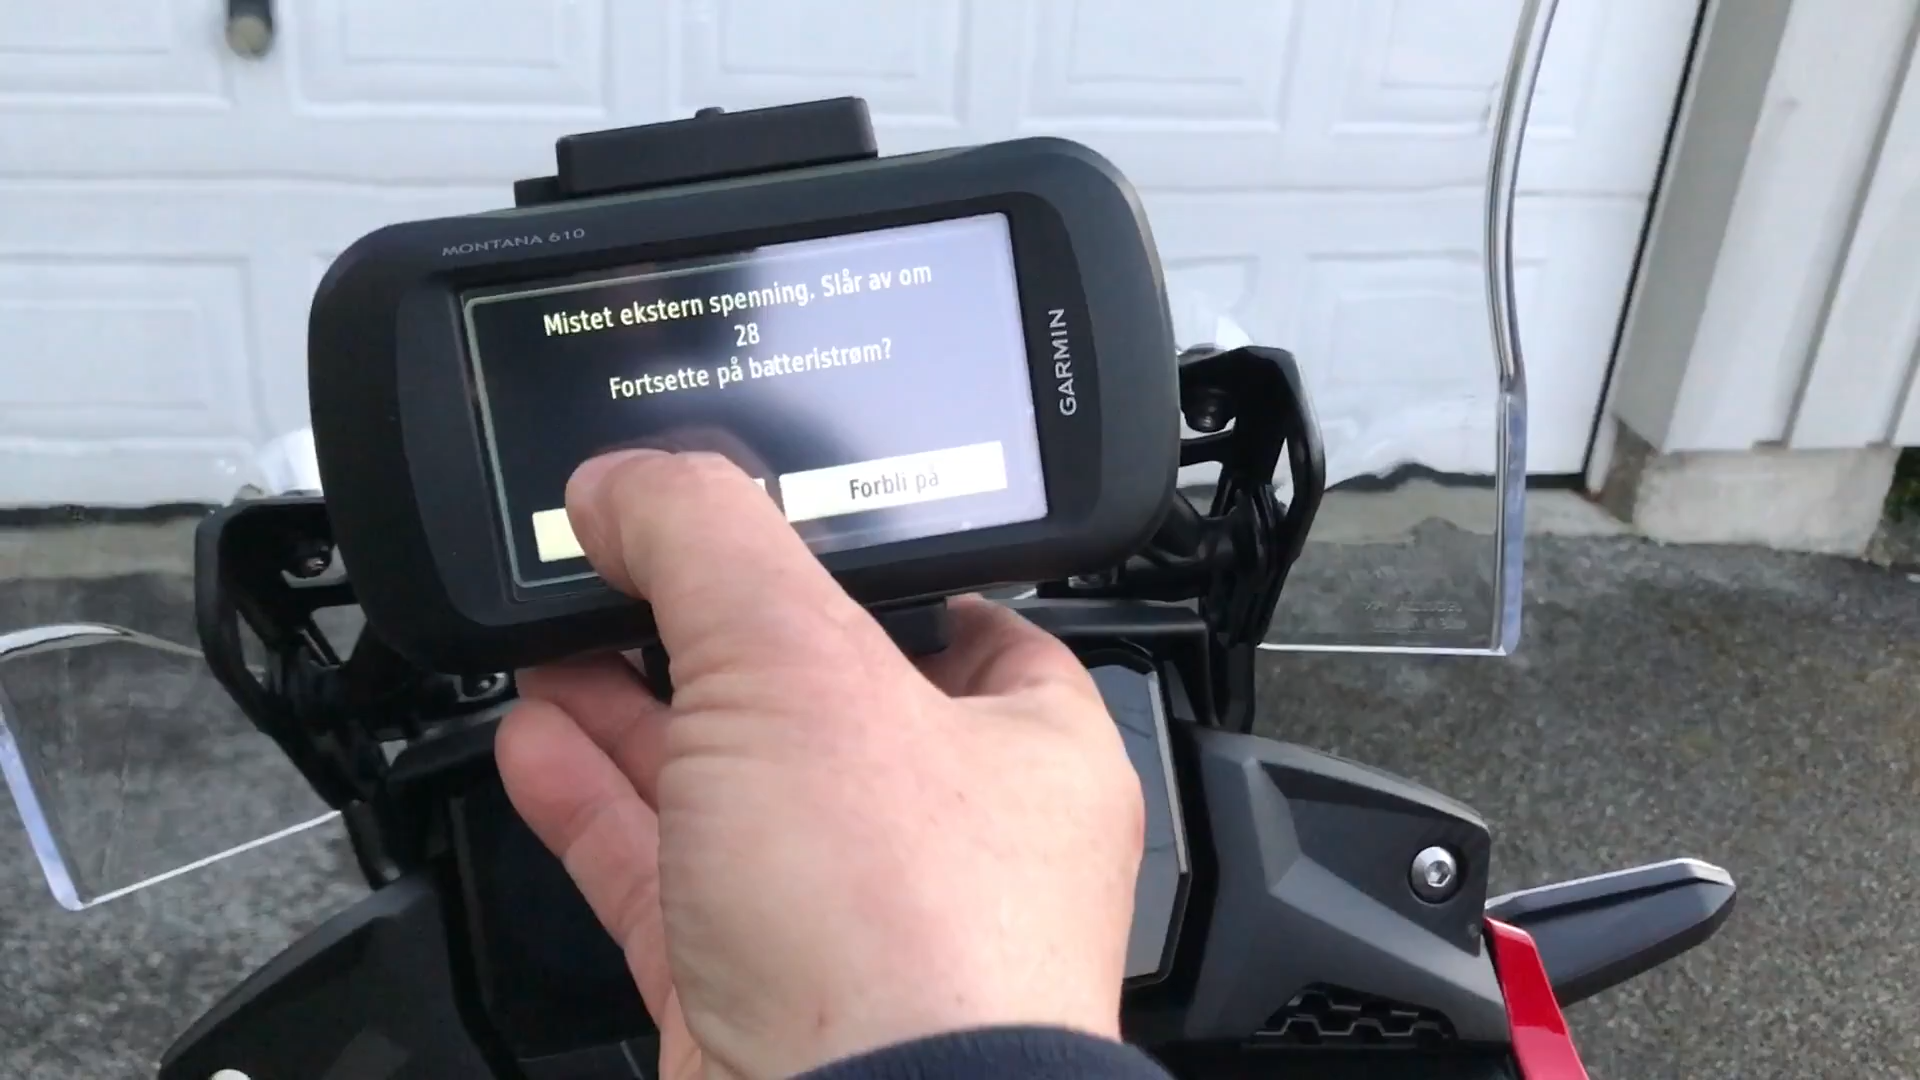 MONTANA 610
Mistet ekstern spenning. Slår av om
28
Fortsette på batteristrøm?
Forbli på
GARMIN